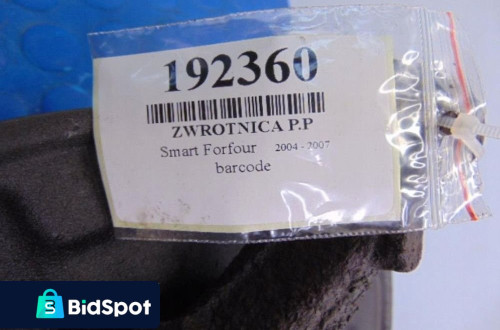 192360
ZWROTNICA P.P
Smart Forfour 2004 - 2007
barcode
BidSpot